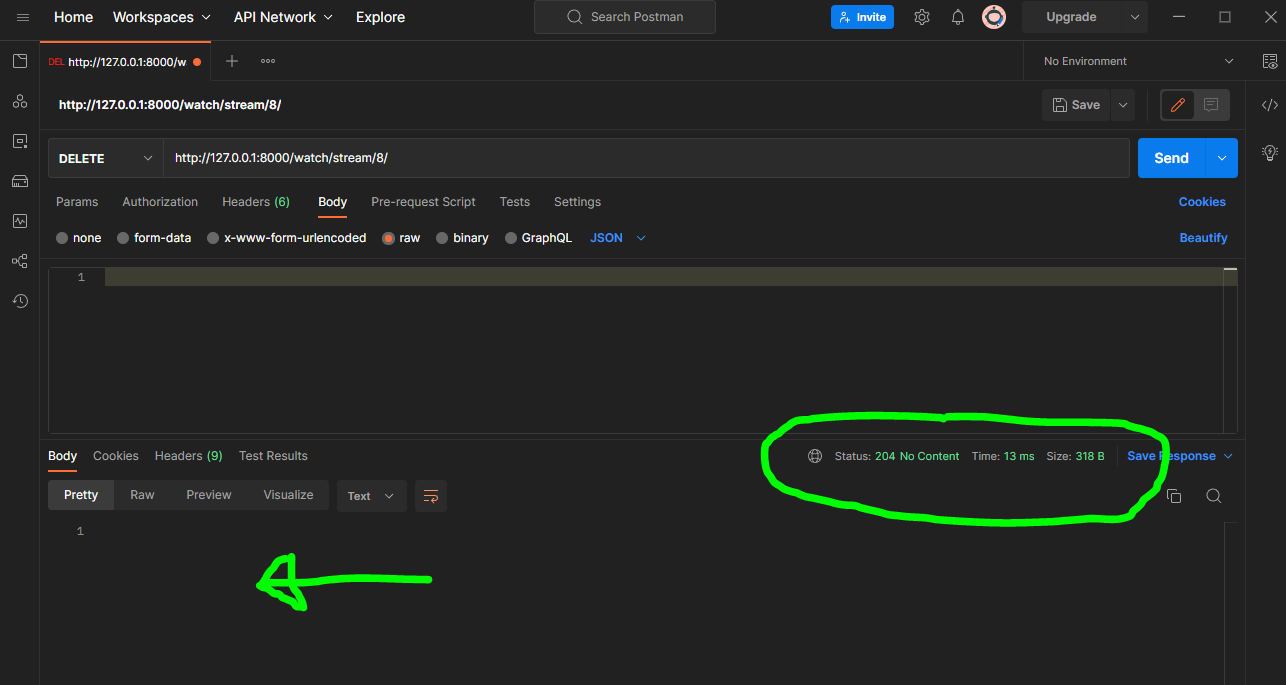 Home Workspaces API Network Explore Search Postman Invite Upgrade
DEL http://127.0.0.1:8000/w. No Environment
http://127.0.0.1:8000/watch/stream/8/ Save
DELETE http://127.0.0.1:8000/watch/stream/8/ Send
Params Authorization Headers (6) Body Pre-request Script Tests Settings Cookies
none form-data x-www-form-urlencoded raw binary GraphQL JSON Beautify
1
Body Cookies Headers (9) Test Results Status: 204 No Content Time: 13 ms Size: 318 B Save Response
Pretty Raw Preview Visualize Text
1